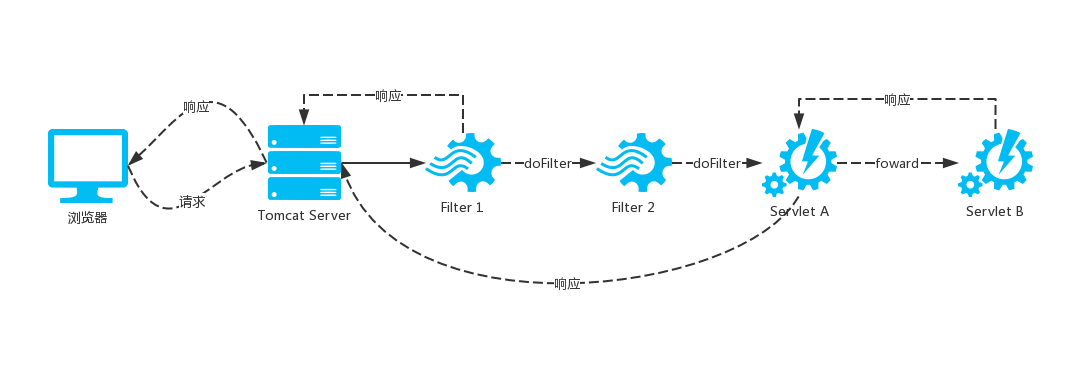 响应
请求
浏览器
Tomcat Server
响应
Filter 1
doFilter
Filter 2
doFilter
Servlet A
foward
响应
Servlet B
响应